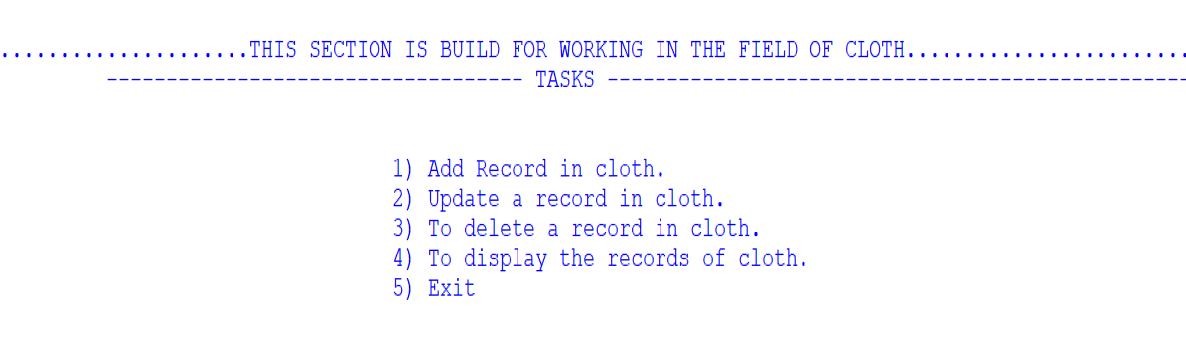 .....................THIS SECTION IS BUILD FOR WORKING IN THE FIELD OF CLOTH........................
----------------------------------- TASKS -------------------------------------------------
1) Add Record in cloth.
2) Update a record in cloth.
3) To delete a record in cloth.
4) To display the records of cloth.
5) Exit